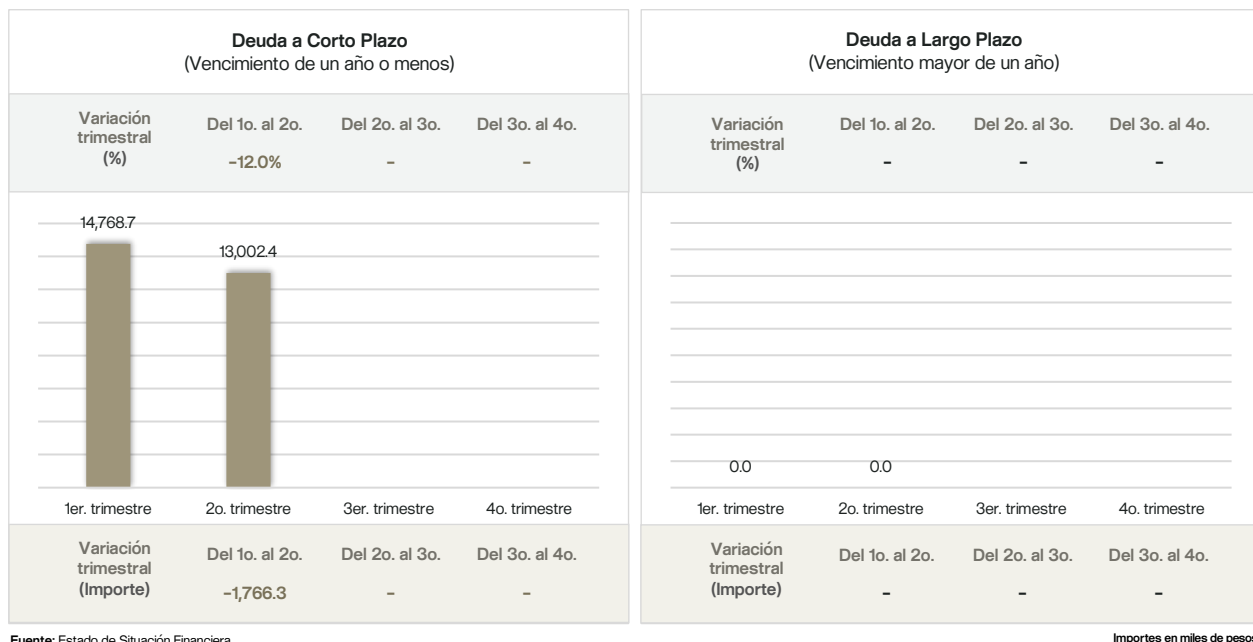 Deuda a Corto Plazo
(Vencimiento de un año o menos)
Variación
trimestral
(%)
Del 1o. al 2o. Del 2o. al 3o. Del 3o. al 4o.
-12.0% - -
14,768.7
13,002.4
1er. trimestre 2o. trimestre 3er. trimestre 4o. trimestre
Variación
trimestral
(Importe)
Del 1o. al 2o. Del 2o. al 3o. Del 3o. al 4o.
-1,766.3 - -
Deuda a Largo Plazo
(Vencimiento mayor de un año)
Variación
trimestral
(%)
Del 1o. al 2o. Del 2o. al 3o. Del 3o. al 4o.
- - -
0.0 0.0
1er. trimestre 2o. trimestre 3er. trimestre 4o. trimestre
Variación
trimestral
(Importe)
Del 1o. al 2o. Del 2o. al 3o. Del 3o. al 4o.
- - -
Fuente: Estado de Situación Financiera
Importes en miles de pesos